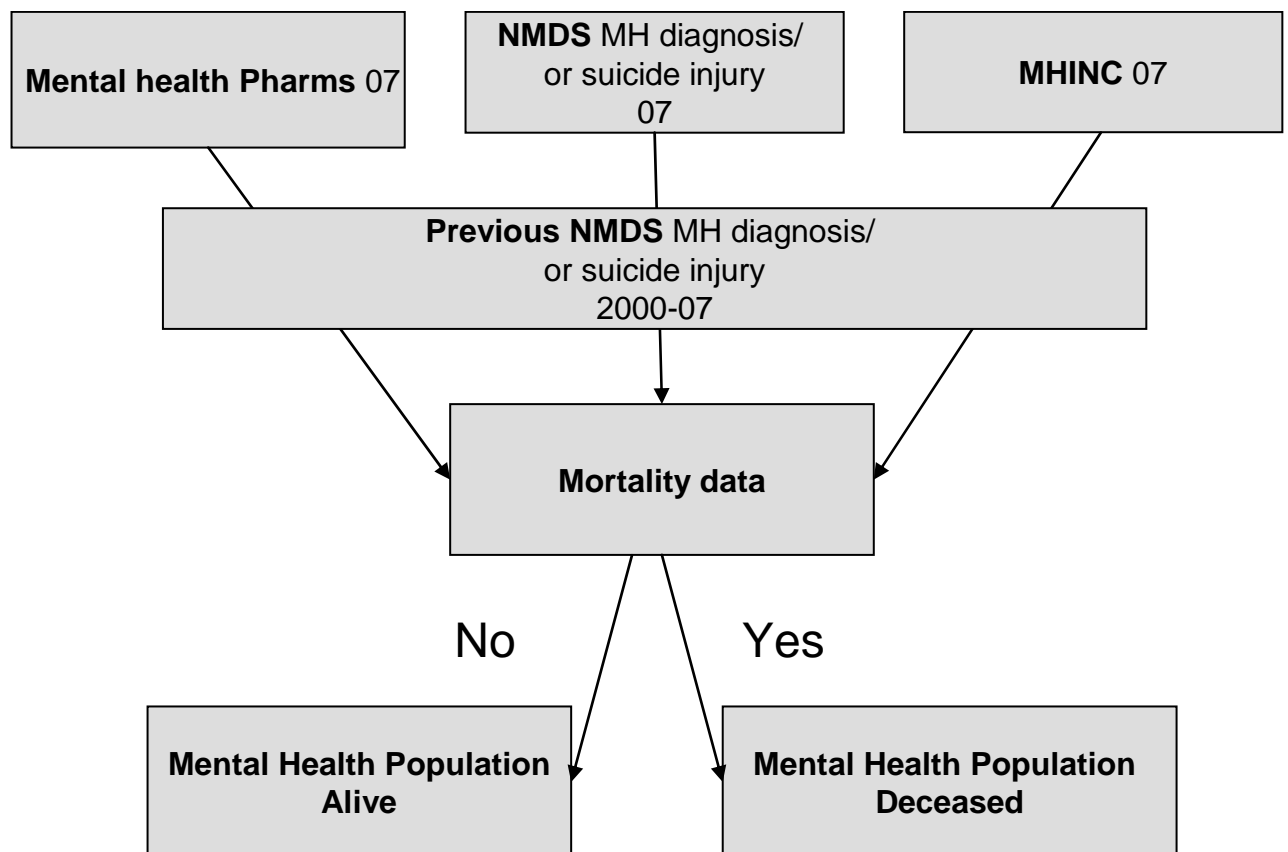 Mental health Pharms 07
NMDS MH diagnosis/
or suicide injury
07
MHINC 07
Previous NMDS MH diagnosis/
or suicide injury
2000-07
Mortality data
No
Yes
Mental Health Population
Alive
Mental Health Population
Deceased